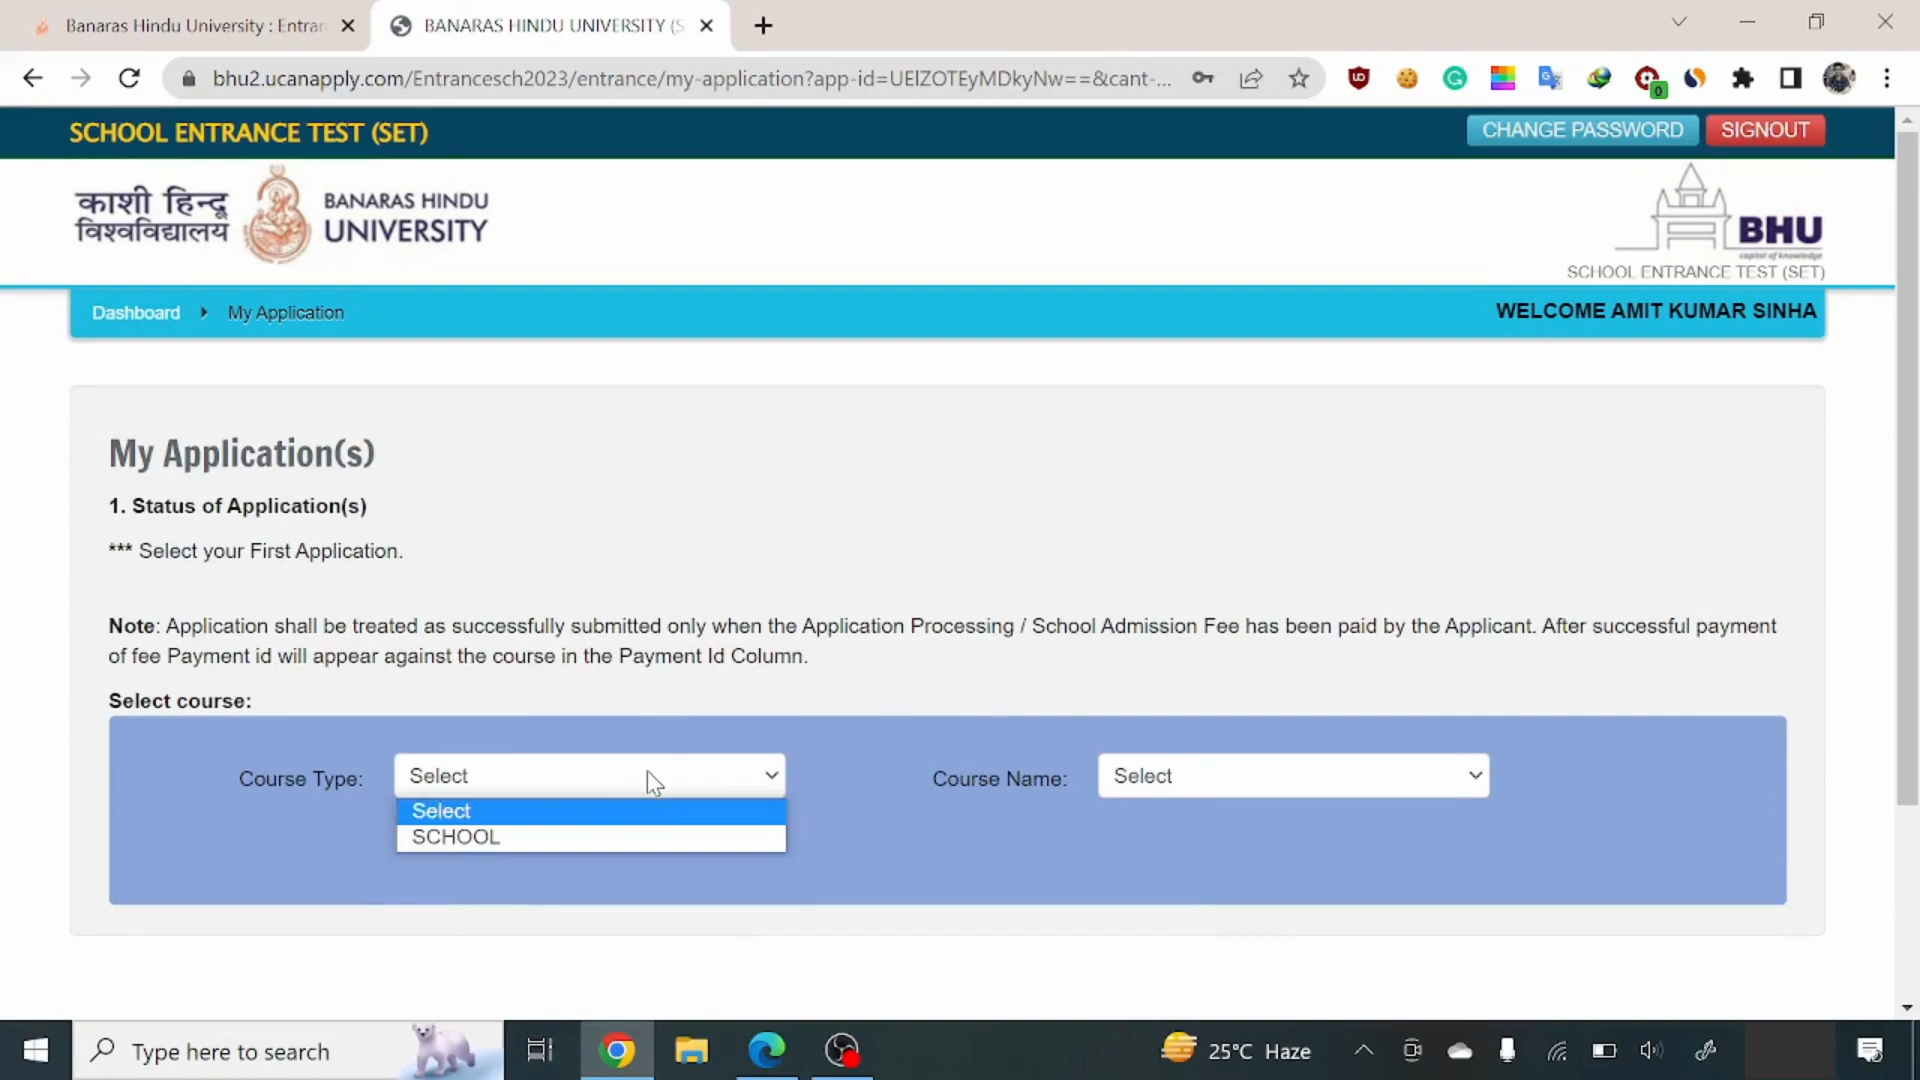 Banaras Hindu University : Entran
BANARAS HINDU UNIVERSITY (S
bhu2.ucanapply.com/Entrancesch2023/entrance/my-application?app-id=UElZOTEyMDkyNw==&cant-...
0
SCHOOL ENTRANCE TEST (SET)
CHANGE PASSWORD
SIGNOUT
काशी हिन्दू
विश्वविद्यालय
BANARAS HINDU
UNIVERSITY
BHU
capital of knowledge
SCHOOL ENTRANCE TEST (SET)
Dashboard
My Application
WELCOME AMIT KUMAR SINHA
My Application(s)
1. Status of Application(s)
*** Select your First Application.
Note: Application shall be treated as successfully submitted only when the Application Processing / School Admission Fee has been paid by the Applicant. After successful payment
of fee Payment id will appear against the course in the Payment Id Column.
Select course:
Course Type:
Select
Course Name:
Select
Select
SCHOOL
Type here to search
25°C Haze